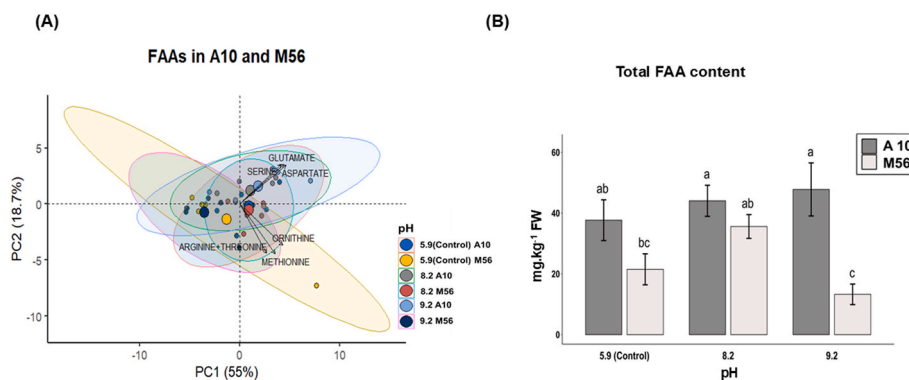 (A)
FAAs in A10 and M56
PC2 (18.7%)
5
0
-5
-10
-10
0
10
PC1 (55%)
GLUTAMATE
SERINE
ASPARTATE
ORNITHINE
ARGININE+THREONINE
METHIONINE
pH
5.9(Control) A10
5.9(Control) M56
8.2 A10
8.2 M56
9.2 A10
9.2 M56
(B)
Total FAA content
A 10
M56
mg.kg⁻¹ FW
60
40
20
0
ab
bc
a
ab
a
c
5.9 (Control)
8.2
9.2
pH